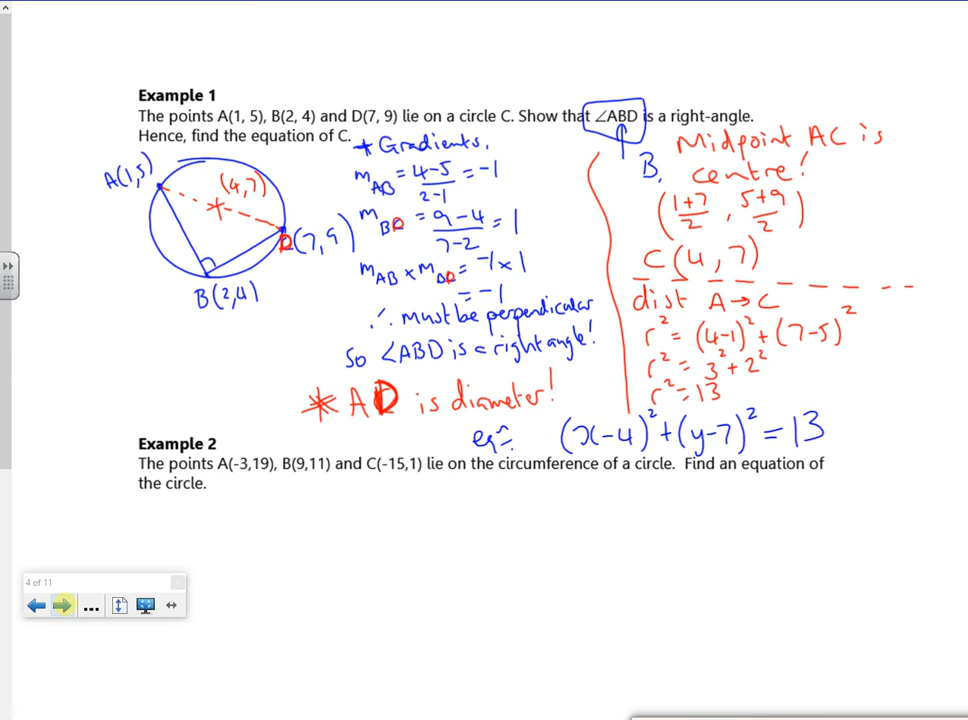 Example 1
The points A(1, 5), B(2, 4) and D(7, 9) lie on a circle C. Show that ∠ABD is a right-angle.
Hence, find the equation of C.
A(1,5)
(4,7)
D(7,9)
B(2,4)
* Gradients.
m_AB = (4-5)/(2-1) = -1
m_BD = (9-4)/(7-2) = 1
m_AB × m_BD = -1 × 1
= -1
∴ must be perpendicular
So ∠ABD is a right angle!
* AD is diameter!
B.
Midpoint AC is
centre!
((1+7)/2, (5+9)/2)
C(4, 7)
dist A→C
r² = (4-1)² + (7-5)²
r² = 3² + 2²
r² = 13
eqn: (x-4)² + (y-7)² = 13
Example 2
The points A(-3,19), B(9,11) and C(-15,1) lie on the circumference of a circle. Find an equation of
the circle.
4 of 11
...